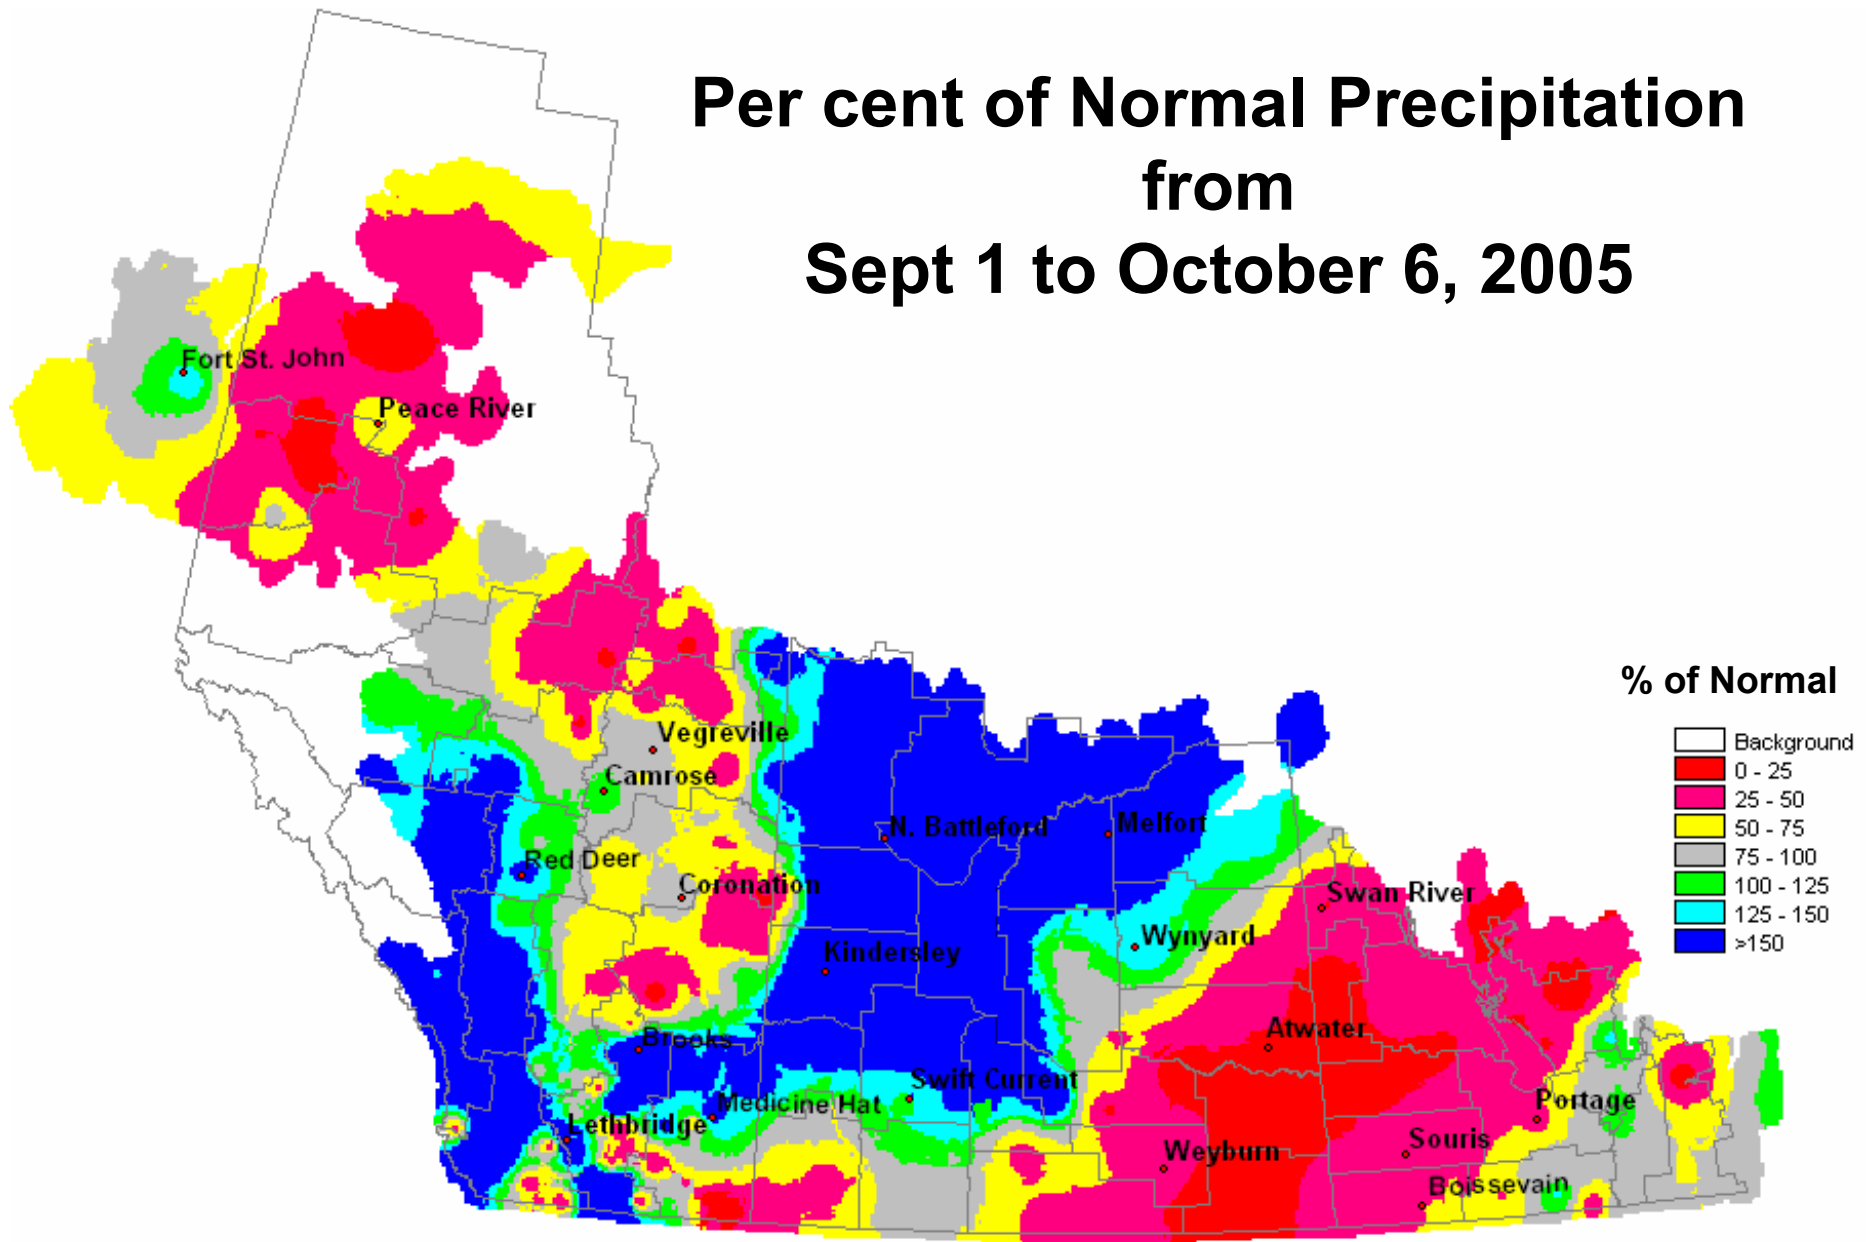 Per cent of Normal Precipitation
from
Sept 1 to October 6, 2005
Fort St. John
Peace River
% of Normal
Background
0 - 25
25 - 50
50 - 75
75 - 100
100 - 125
125 - 150
>150
Vegreville
Camrose
N. Battleford
Melfort
Red Deer
Coronation
Swan River
Wynyard
Kindersley
Atwater
Brooks
Swift Current
Medicine Hat
Portage
Lethbridge
Souris
Weyburn
Boissevain